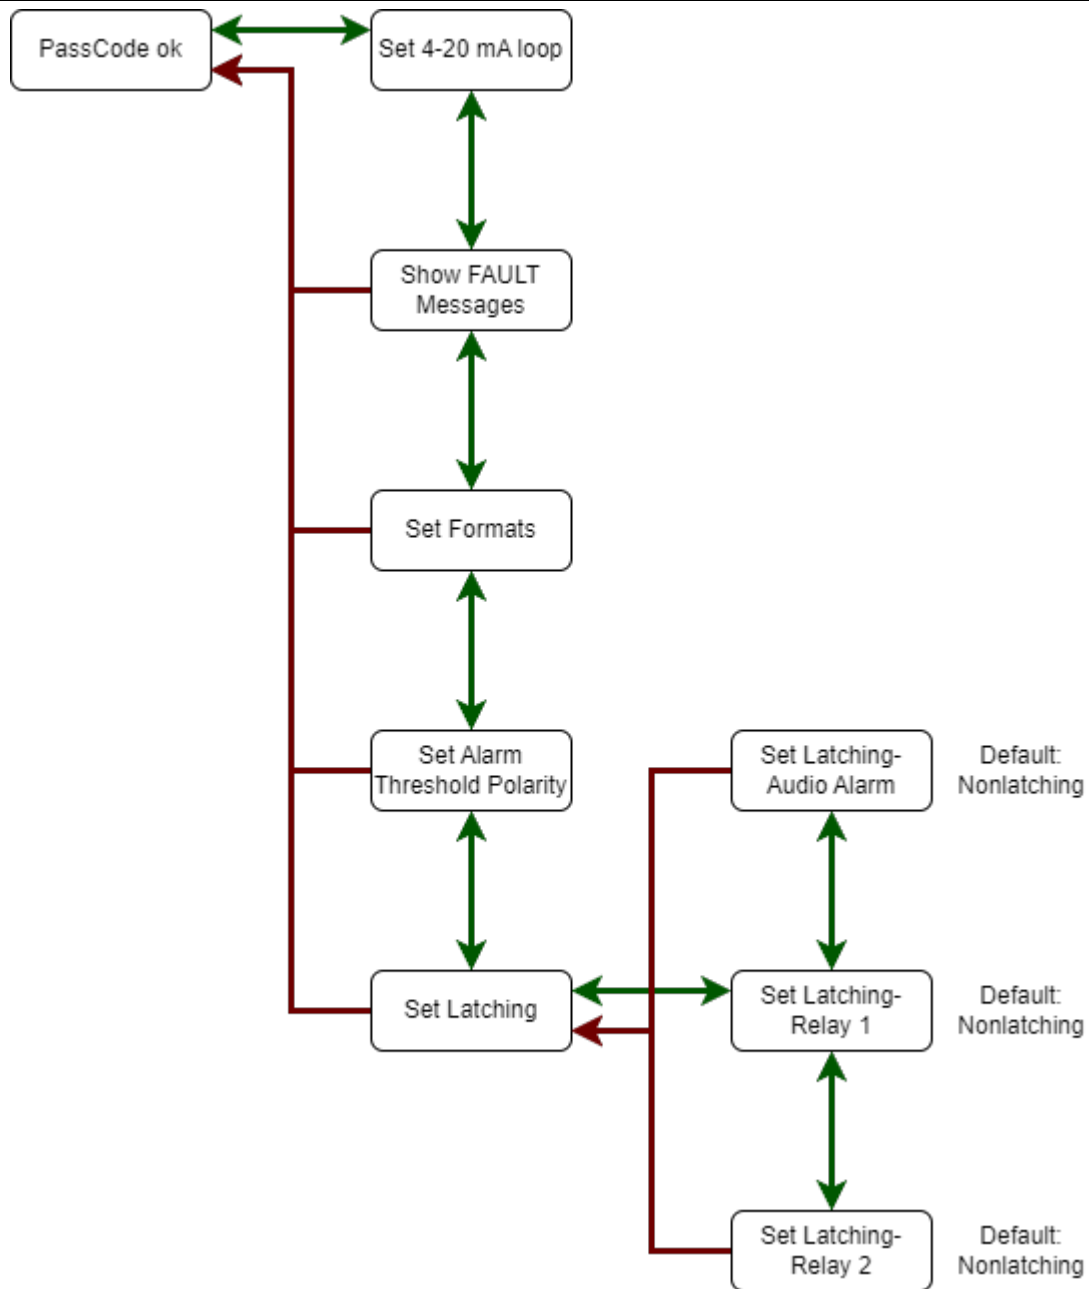 PassCode ok
Set 4-20 mA loop
Show FAULT
Messages
Set Formats
Set Alarm
Threshold Polarity
Set Latching-
Audio Alarm
Default:
Nonlatching
Set Latching
Set Latching-
Relay 1
Default:
Nonlatching
Set Latching-
Relay 2
Default:
Nonlatching